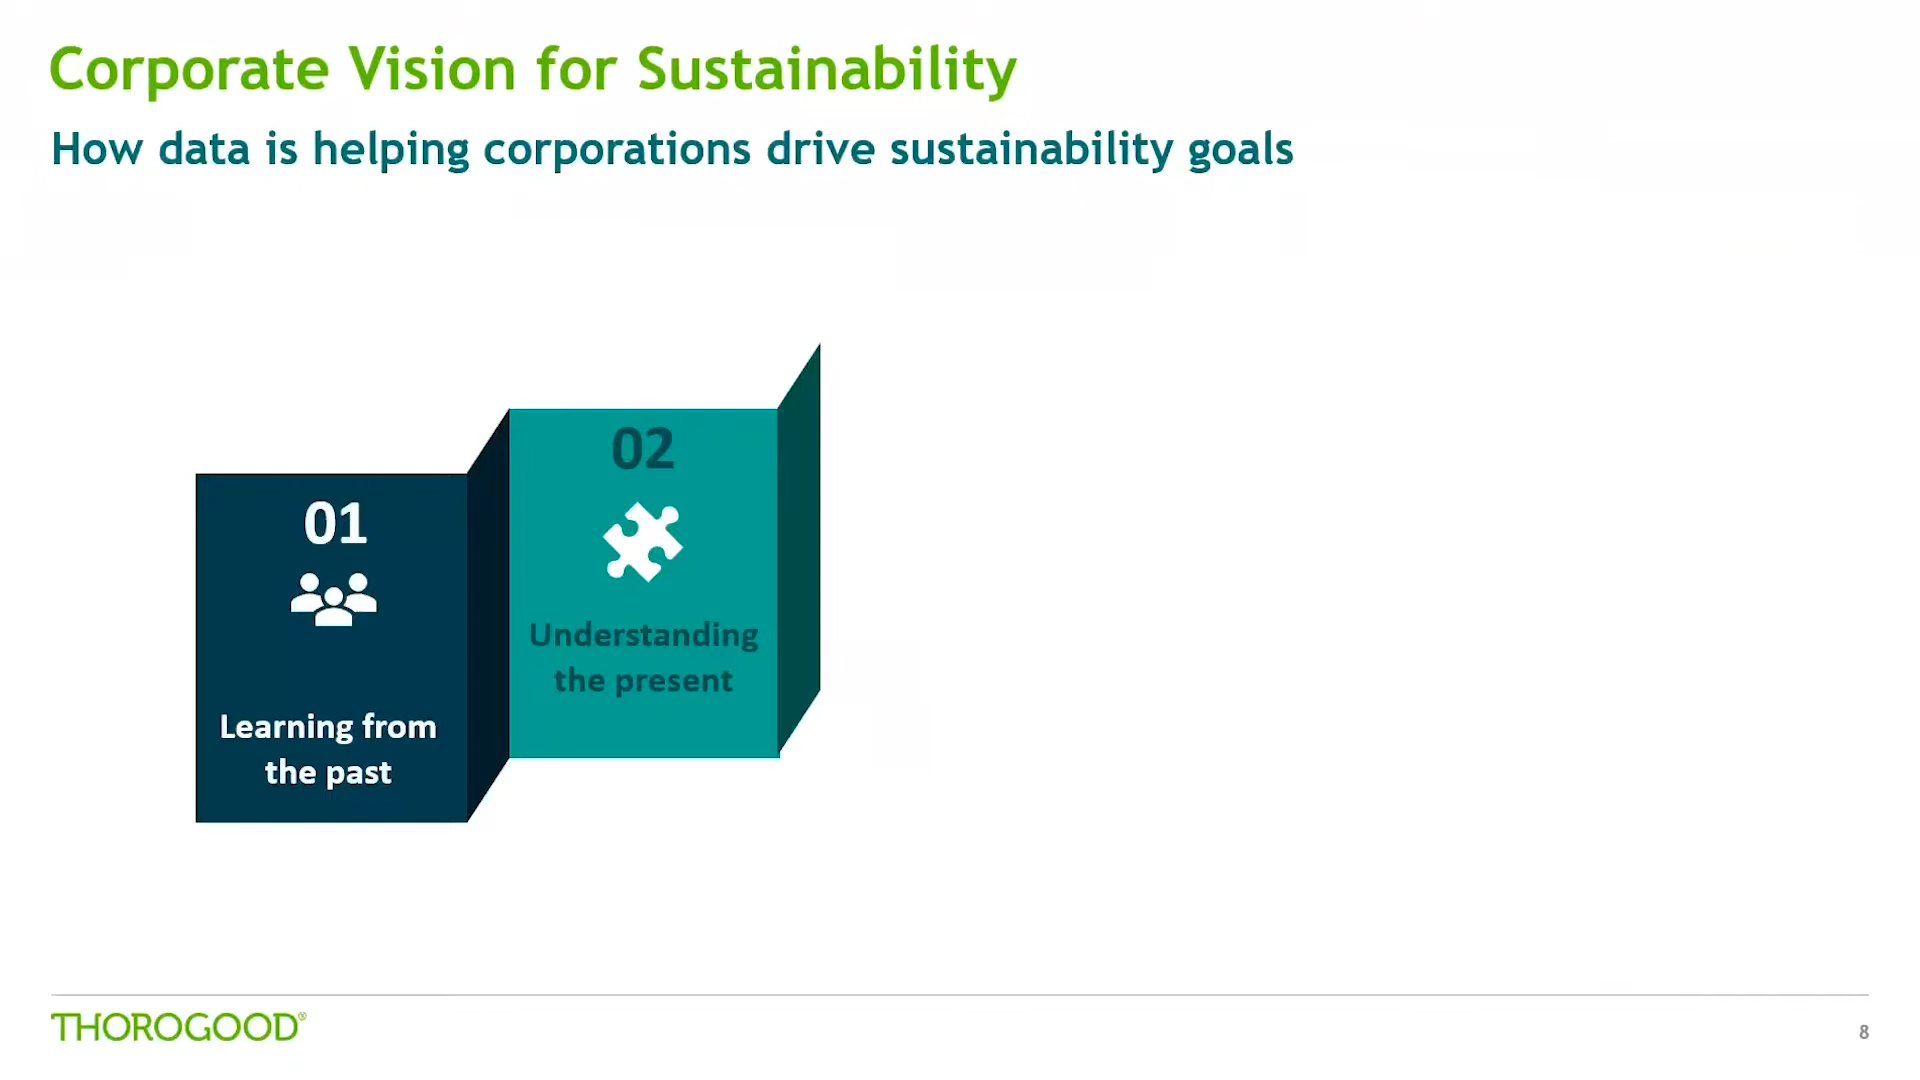 Corporate Vision for Sustainability
How data is helping corporations drive sustainability goals
01
Learning from
the past
02
Understanding
the present
THOROGOOD®
8